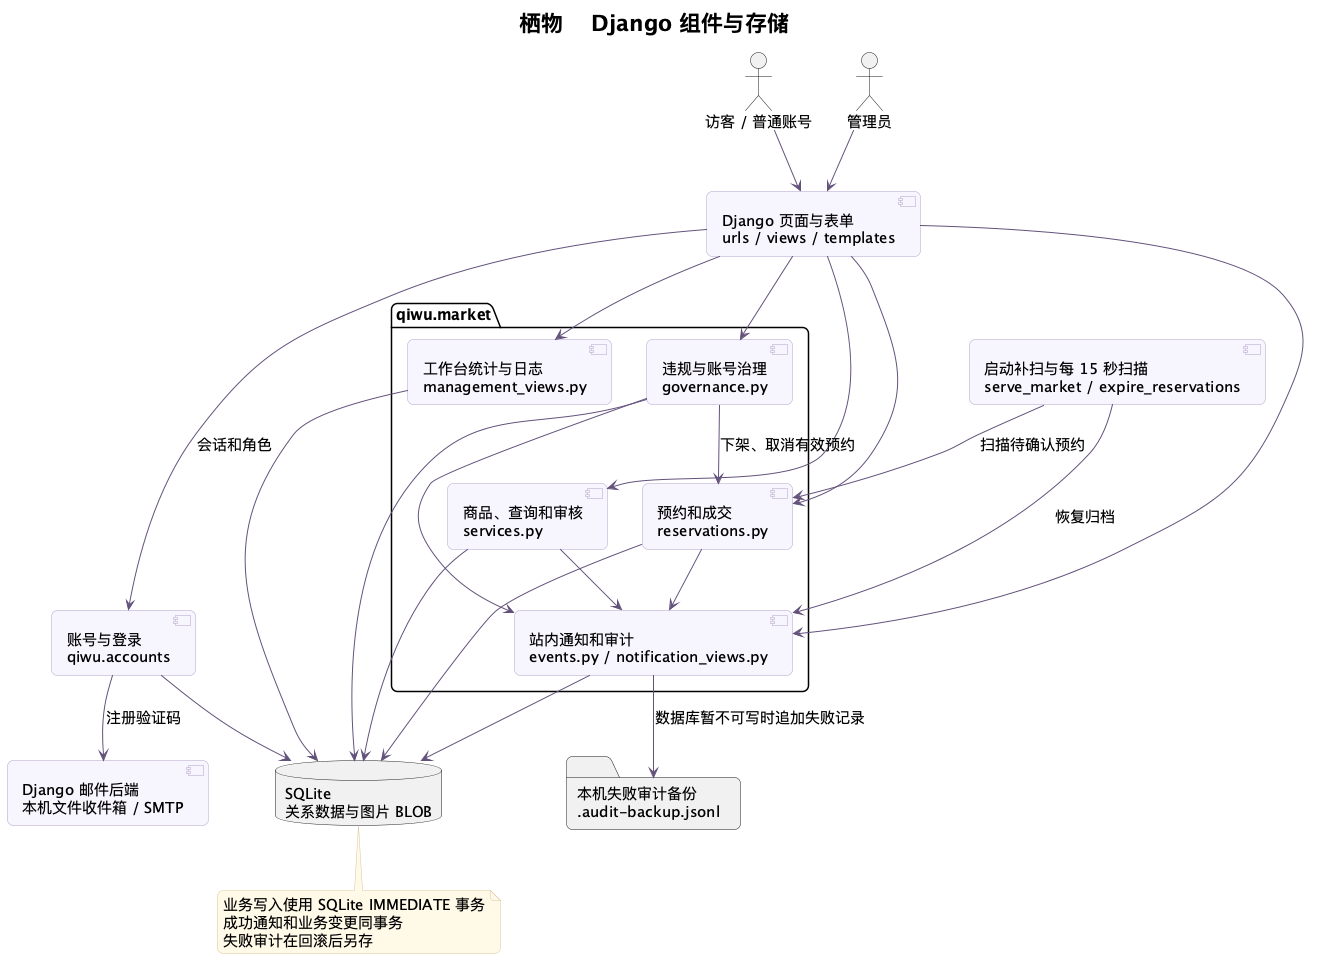 栖物　Django 组件与存储
访客 / 普通账号
管理员
Django 页面与表单
urls / views / templates
qiwu.market
工作台统计与日志
management_views.py
违规与账号治理
governance.py
启动补扫与每 15 秒扫描
serve_market / expire_reservations
会话和角色
下架、取消有效预约
扫描待确认预约
商品、查询和审核
services.py
预约和成交
reservations.py
恢复归档
账号与登录
qiwu.accounts
站内通知和审计
events.py / notification_views.py
注册验证码
数据库暂不可写时追加失败记录
Django 邮件后端
本机文件收件箱 / SMTP
SQLite
关系数据与图片 BLOB
本机失败审计备份
.audit-backup.jsonl
业务写入使用 SQLite IMMEDIATE 事务
成功通知和业务变更同事务
失败审计在回滚后另存